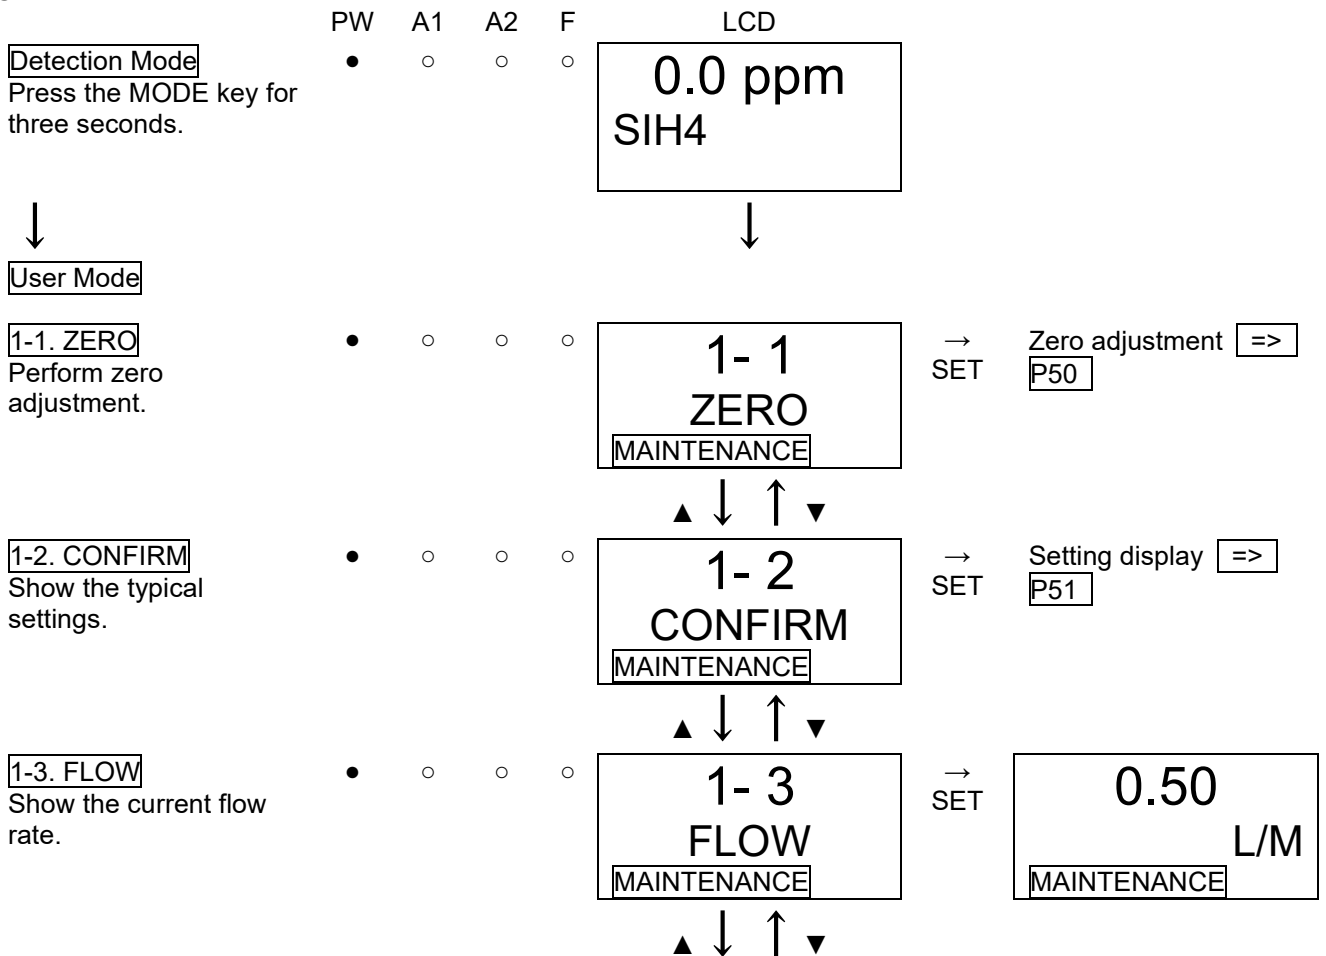 PW A1 A2 F LCD
Detection Mode ● ○ ○ ○ 0.0 ppm
Press the MODE key for
three seconds.
SIH4
↓ ↓
User Mode
1-1. ZERO ● ○ ○ ○ 1- 1 → Zero adjustment =>
Perform zero SET P50
adjustment. ZERO
MAINTENANCE
▲ ↓ ↑ ▼
1-2. CONFIRM ● ○ ○ ○ 1- 2 → Setting display =>
Show the typical SET P51
settings. CONFIRM
MAINTENANCE
▲ ↓ ↑ ▼
1-3. FLOW ● ○ ○ ○ 1- 3 → 0.50
Show the current flow SET
rate. FLOW L/M
MAINTENANCE MAINTENANCE
▲ ↓ ↑ ▼